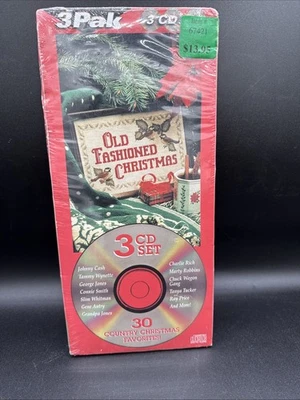 3Pak
3 CD
$13.95
OLD
FASHIONED
CHRISTMAS
3 CD
SET
Johnny Cash
Tammy Wynette
George Jones
Connie Smith
Slim Whitman
Gene Autry
Grandpa Jones
Charlie Rich
Marty Robbins
Chuck Wagon
Gang
Tanya Tucker
Ray Price
And More!
30
COUNTRY CHRISTMAS
FAVORITES!